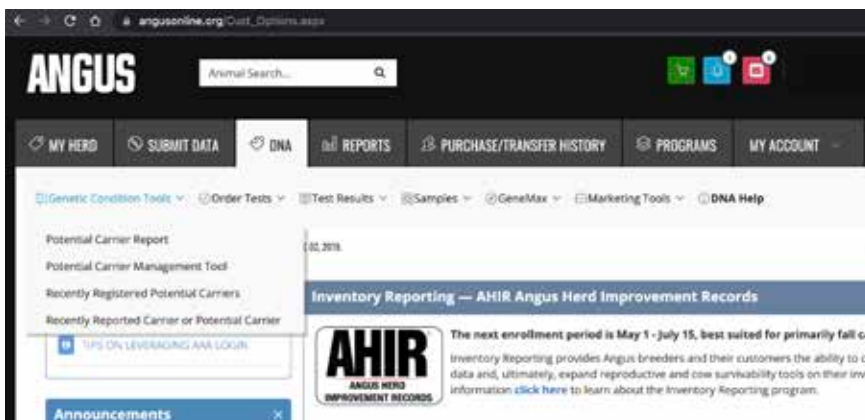 angusonline.org/Cust_Options.aspx
ANGUS
Animal Search...
MY HERD SUBMIT DATA DNA REPORTS PURCHASE/TRANSFER HISTORY PROGRAMS MY ACCOUNT
Genetic Condition Tools Order Tests Test Results Samples GeneMax Marketing Tools DNA Help
Potential Carrier Report
Potential Carrier Management Tool
Recently Registered Potential Carriers
Recently Reported Carrier or Potential Carrier
02, 2019.
TIPS ON LEVERAGING AAA LOGIN
Announcements
Inventory Reporting — AHIR Angus Herd Improvement Records
AHIR
ANGUS HERD
IMPROVEMENT RECORDS
The next enrollment period is May 1 - July 15, best suited for primarily fall
Inventory Reporting provides Angus breeders and their customers the ability to
data and, ultimately, expand reproductive and cow survivability tools on their
information click here to learn about the Inventory Reporting program.